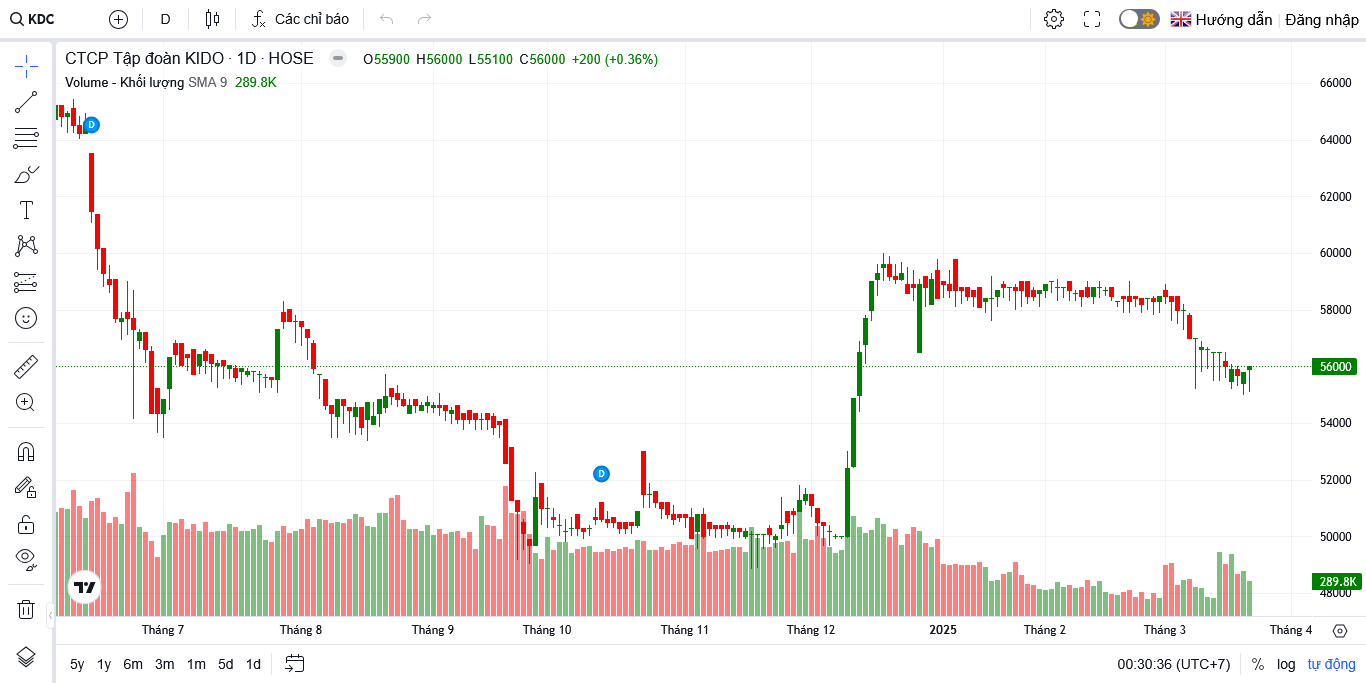 KDC D Các chỉ báo Hướng dẫn Đăng nhập
CTCP Tập đoàn KIDO · 1D · HOSE O55900 H56000 L55100 C56000 +200 (+0.36%)
Volume - Khối lượng SMA 9 289.8K
66000
D
64000
62000
60000
58000
56000
54000
D
52000
50000
289.8K
48000
Tháng 7 Tháng 8 Tháng 9 Tháng 10 Tháng 11 Tháng 12 2025 Tháng 2 Tháng 3 Tháng 4
5y 1y 6m 3m 1m 5d 1d 00:30:36 (UTC+7) % log tự động